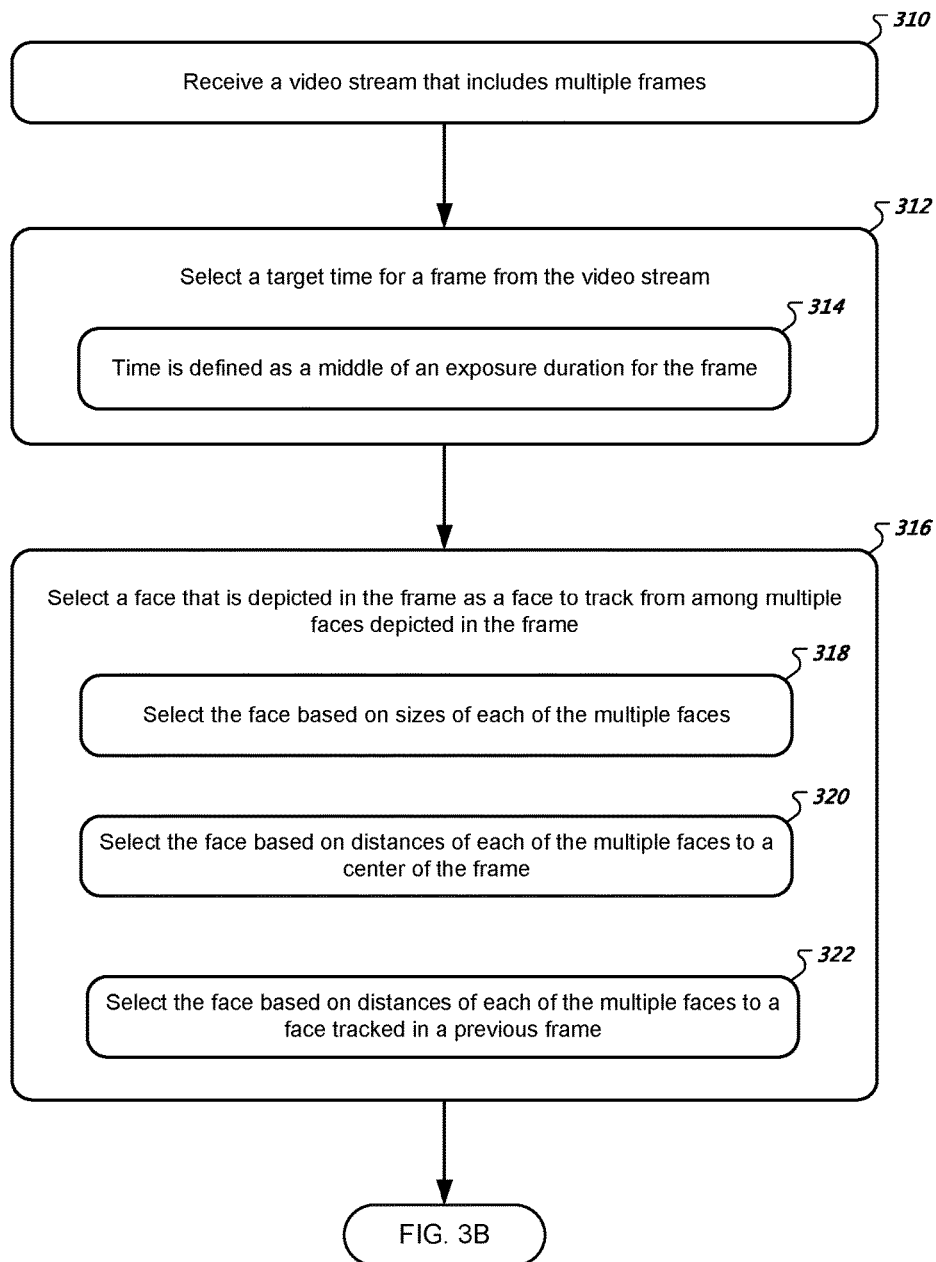 310
Receive a video stream that includes multiple frames
312
Select a target time for a frame from the video stream
314
Time is defined as a middle of an exposure duration for the frame
316
Select a face that is depicted in the frame as a face to track from among multiple
faces depicted in the frame
318
Select the face based on sizes of each of the multiple faces
320
Select the face based on distances of each of the multiple faces to a
center of the frame
322
Select the face based on distances of each of the multiple faces to a
face tracked in a previous frame
FIG. 3B